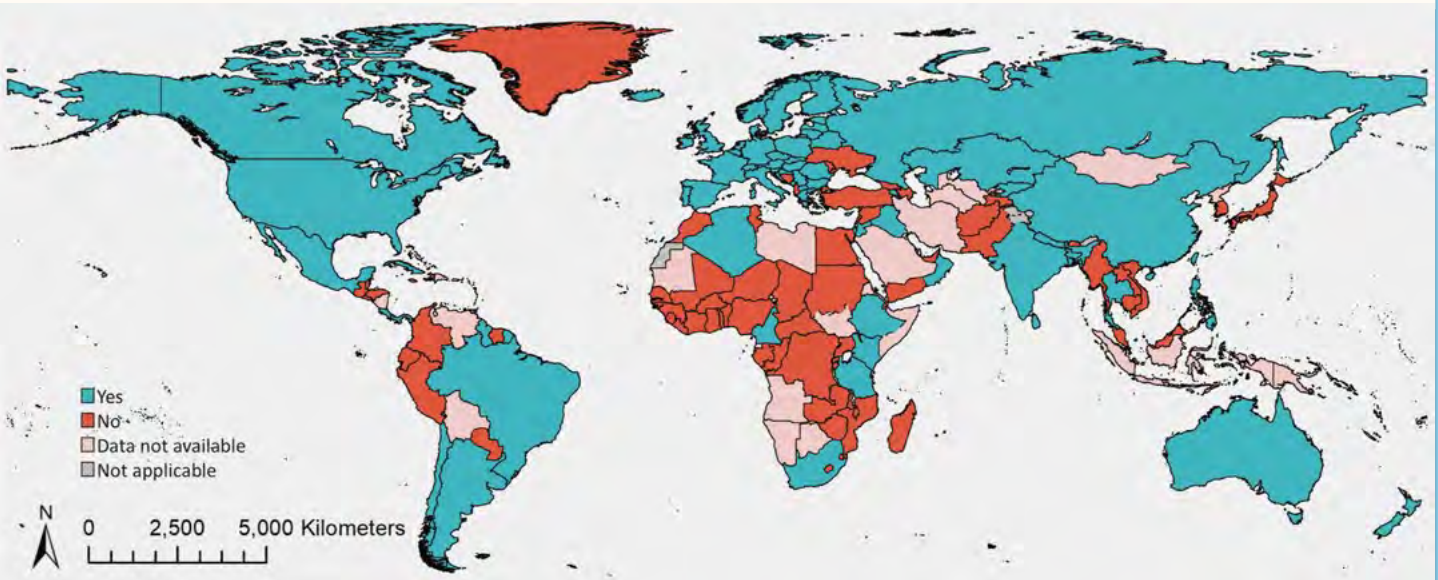 Yes
No
Data not available
Not applicable
N
0 2,500 5,000 Kilometers